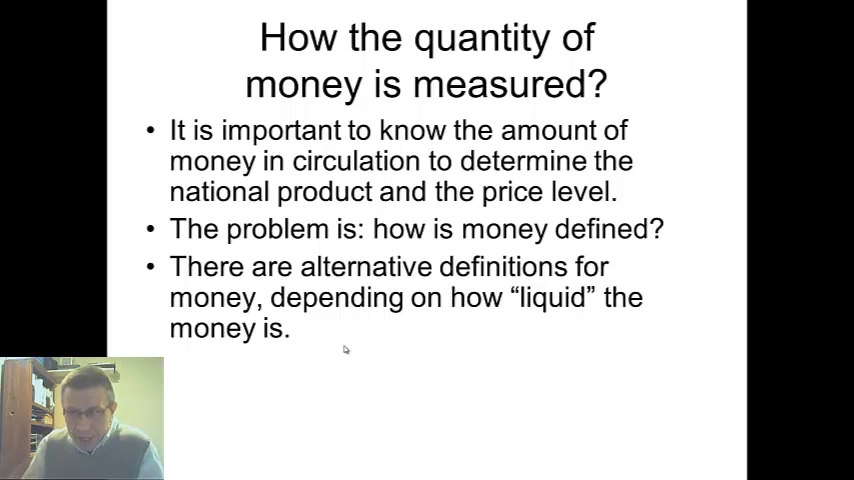 How the quantity of
money is measured?
• It is important to know the amount of
money in circulation to determine the
national product and the price level.
• The problem is: how is money defined?
• There are alternative definitions for
money, depending on how “liquid” the
money is.